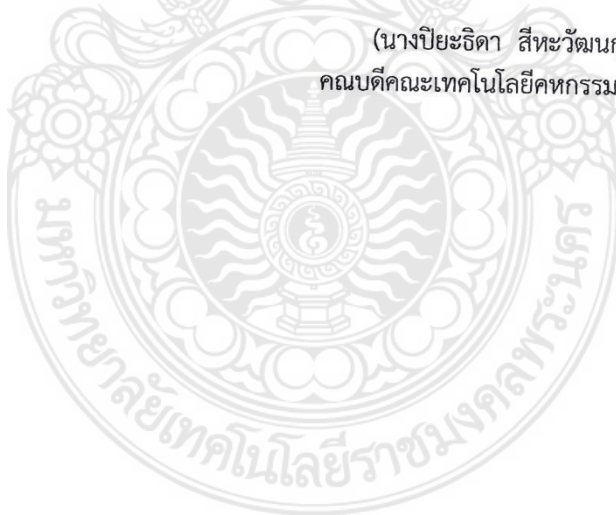 (นางปิยะธิดา สีหะวัฒน
คณบดีคณะเทคโนโลยีคหกรรม
มหาวิทยาลัยเทคโนโลยีราชมงคลพระนคร